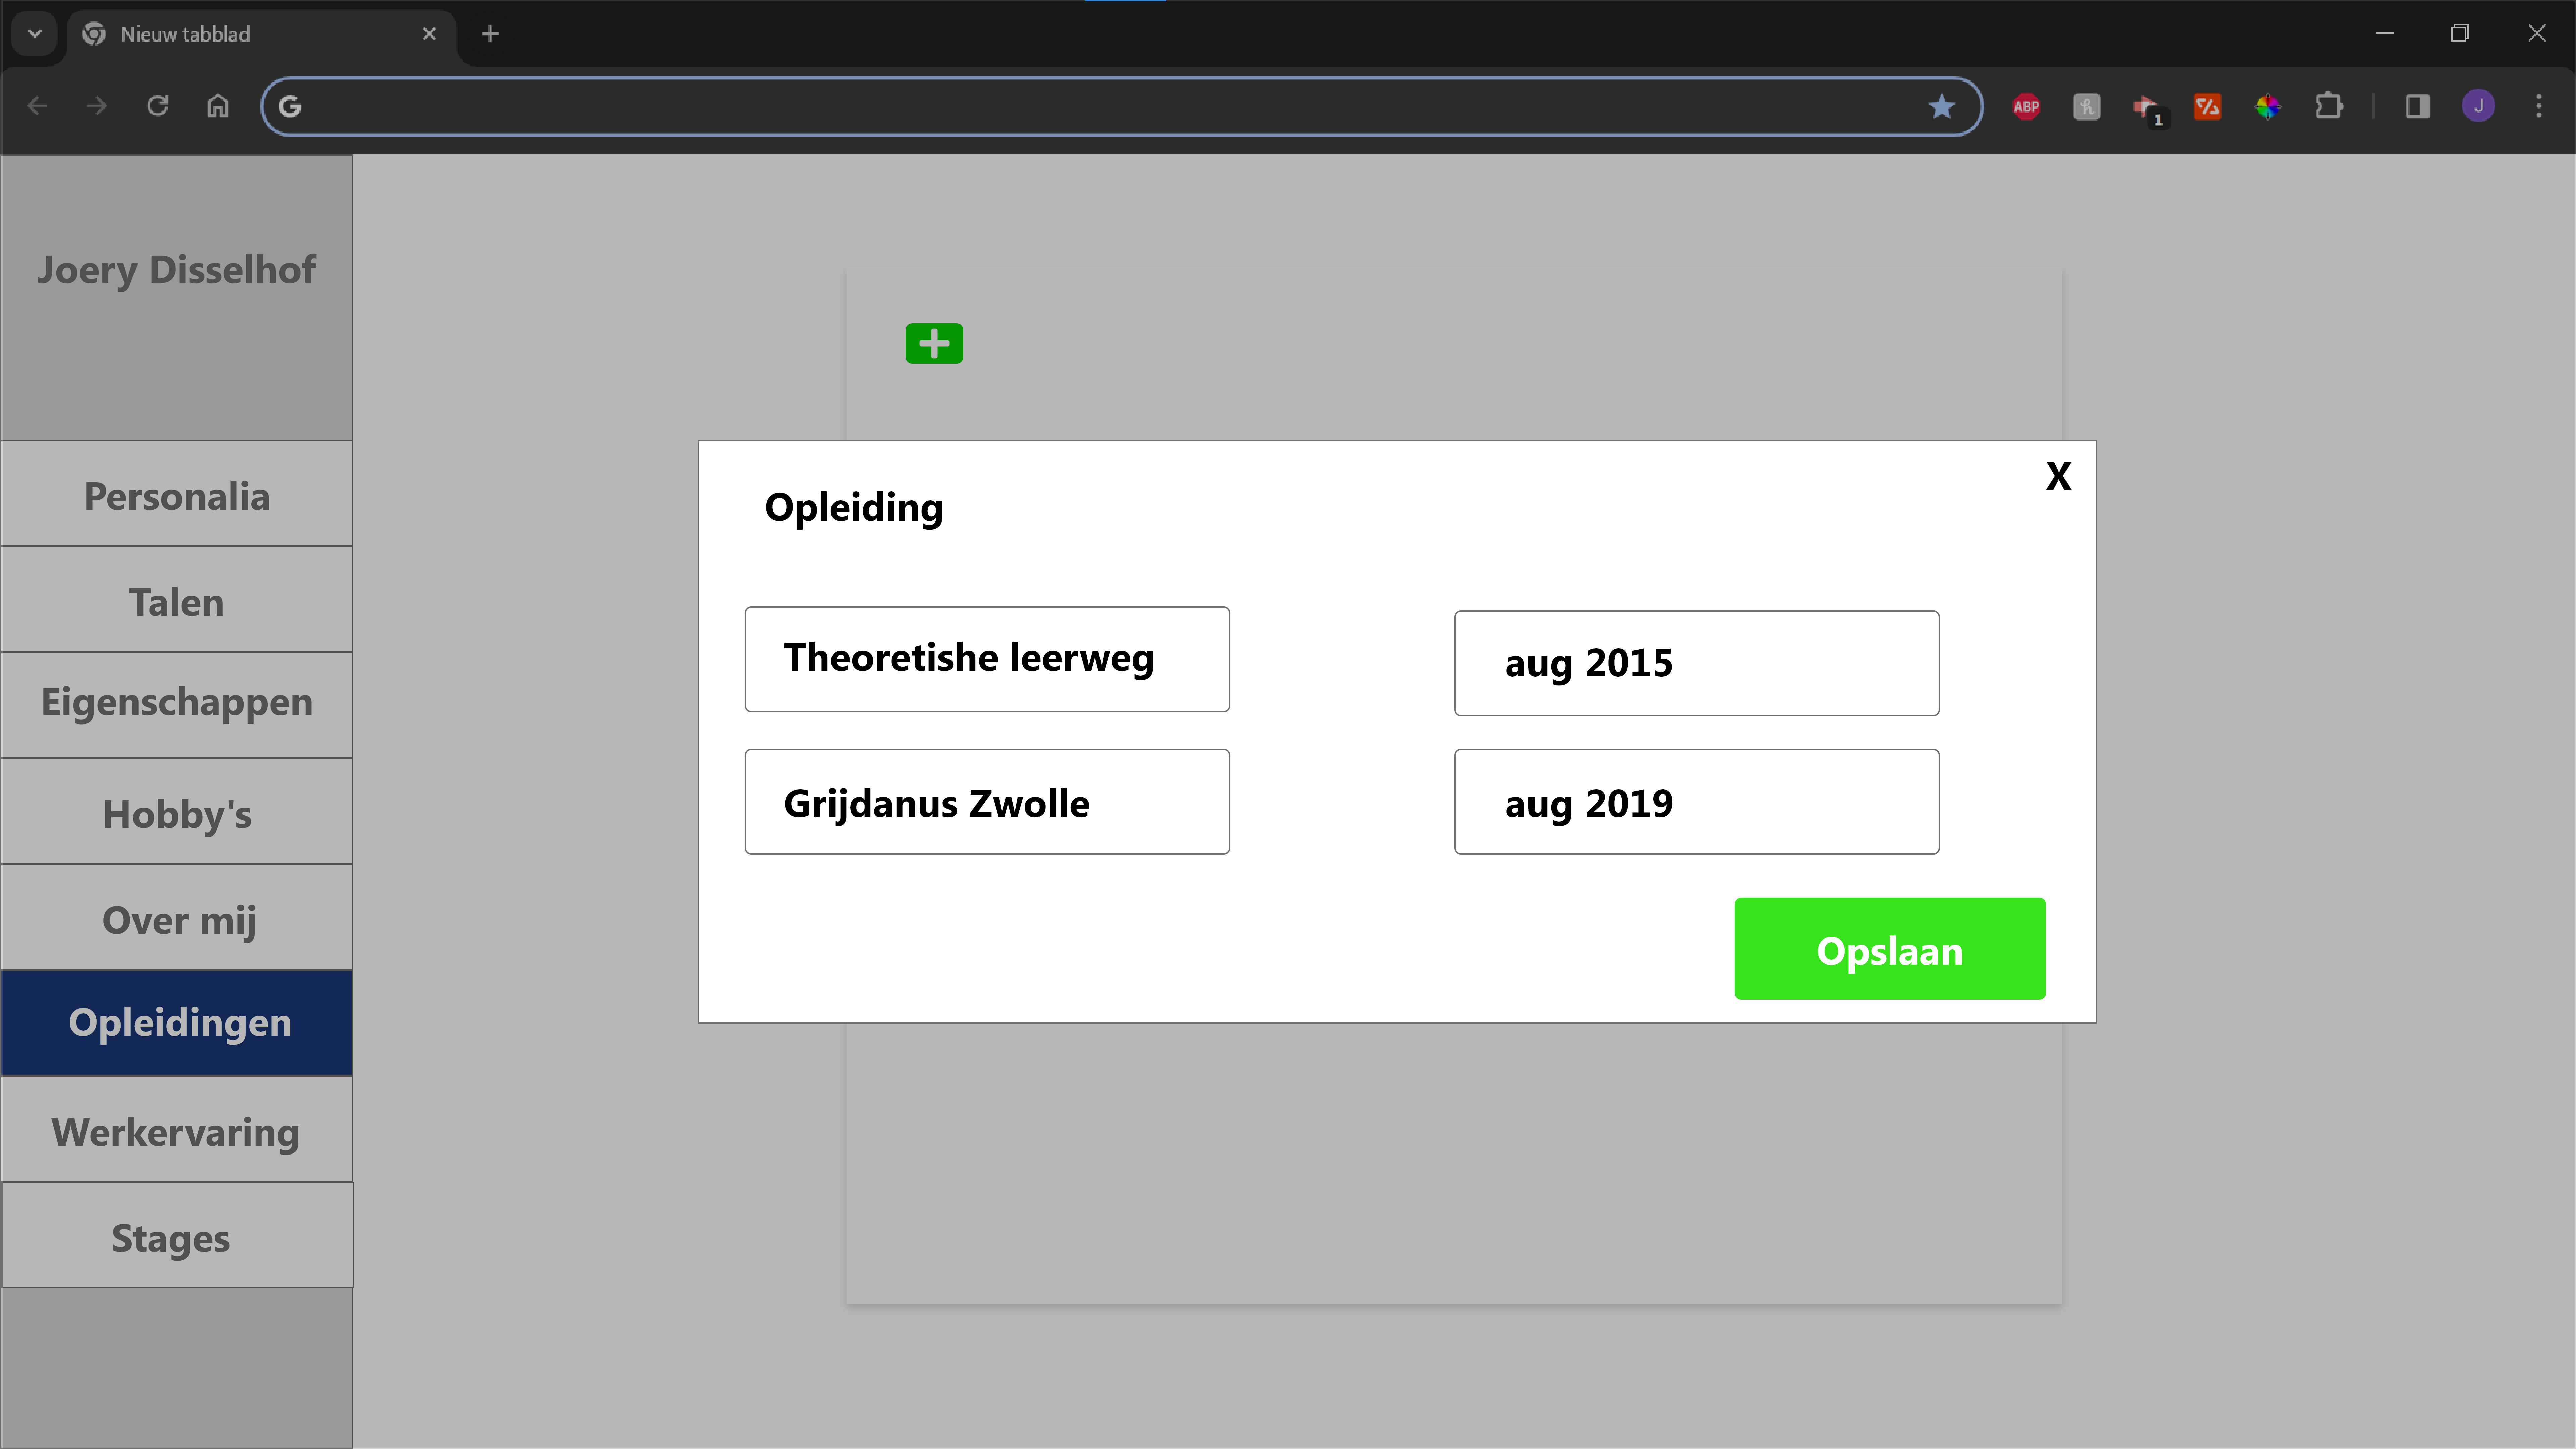 Nieuw tabblad
ABP
1
J
Joery Disselhof
Personalia
Talen
Eigenschappen
Hobby's
Over mij
Opleidingen
Werkervaring
Stages
X
Opleiding
Theoretishe leerweg
aug 2015
Grijdanus Zwolle
aug 2019
Opslaan